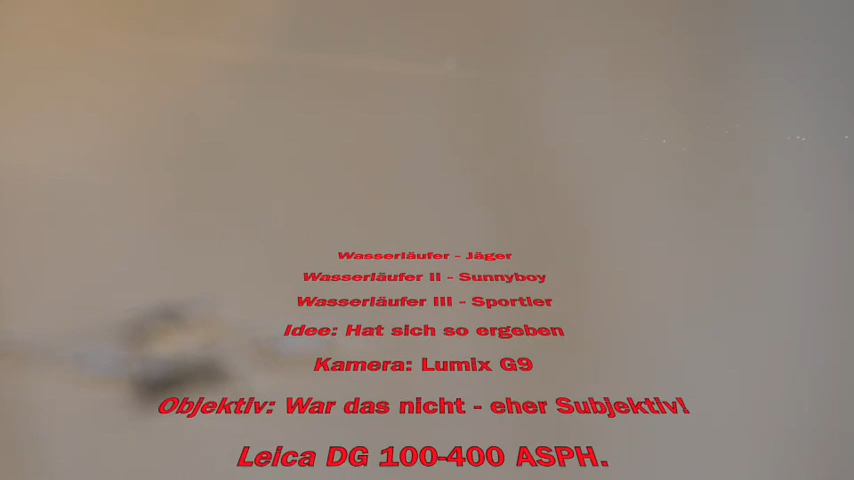 Wasserläufer - Jäger
Wasserläufer II - Sunnyboy
Wasserläufer III - Sportler
Idee: Hat sich so ergeben
Kamera: Lumix G9
Objektiv: War das nicht - eher Subjektiv!
Leica DG 100-400 ASPH.